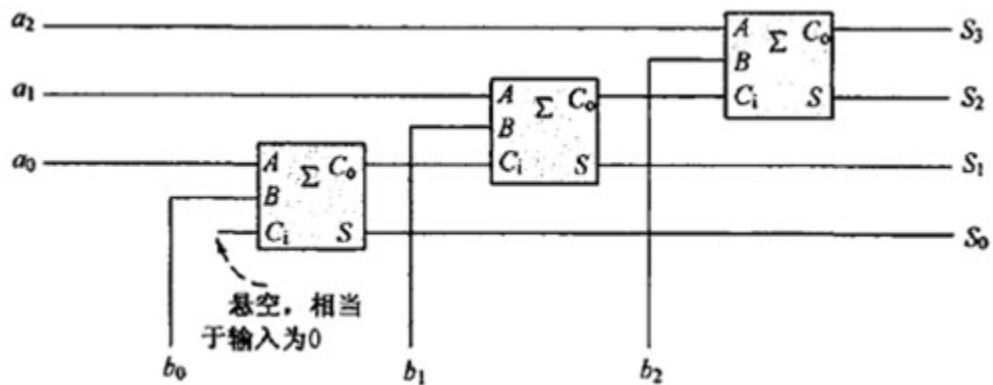 a₂ A Σ Cₒ S₃
B
a₁ A Σ Cₒ Cᵢ S S₂
B
a₀ A Σ Cₒ Cᵢ S S₁
B
Cᵢ S S₀
悬空，相当
于输入为0
b₀ b₁ b₂